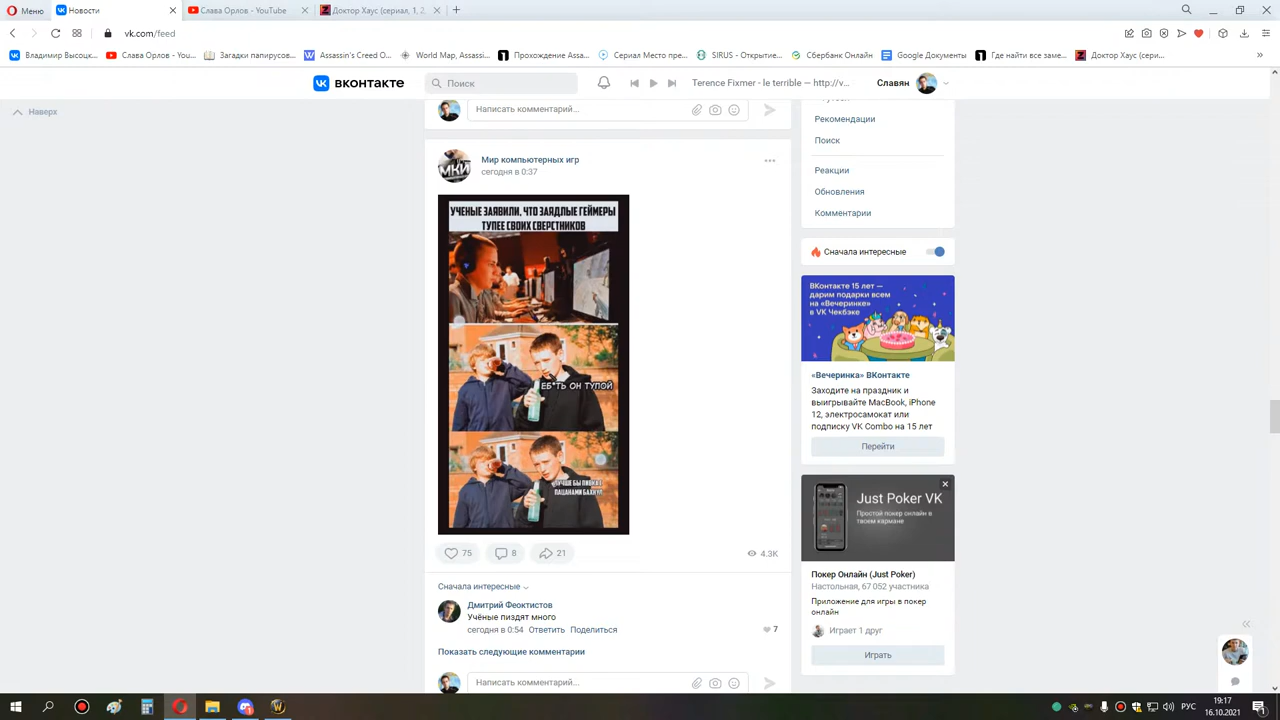 Меню
Новости
Слава Орлов - YouTube
Доктор Хаус (сериал, 1, 2,
vk.com/feed
Владимир Высоцк...
Слава Орлов - You...
Загадки папирусов...
Assassin's Creed O...
World Map, Assassi...
Прохождение Assa...
Сериал Место пре...
SIRUS - Открытие...
Сбербанк Онлайн
Google Документы
Где найти все заме...
Доктор Хаус (сери...
вконтакте
Поиск
Terence Fixmer - le terrible — http://v...
Славян
Наверх
Написать комментарий...
Рекомендации
Поиск
Реакции
Обновления
Комментарии
Сначала интересные
Мир компьютерных игр
сегодня в 0:37
МКИ
УЧЕНЫЕ ЗАЯВИЛИ, ЧТО ЗАЯДЛЫЕ ГЕЙМЕРЫ
ТУПЕЕ СВОИХ СВЕРСТНИКОВ
ЕБ*ТЬ ОН ТУПОЙ
ЛУЧШЕ БЫ ПИВКА С
ПАЦАНАМИ БАХНУЛ
75
8
21
4.3K
Сначала интересные
Дмитрий Феоктистов
Учёные пиздят много
сегодня в 0:54 Ответить Поделиться
7
Показать следующие комментарии
Написать комментарий...
ВКонтакте 15 лет —
дарим подарки всем
на «Вечеринке»
в VK Чекбэке
«Вечеринка» ВКонтакте
Заходите на праздник и
выигрывайте MacBook, iPhone
12, электросамокат или
подписку VK Combo на 15 лет
Перейти
Just Poker VK
Простой покер онлайн в
твоем кармане
Покер Онлайн (Just Poker)
Настольная, 67 052 участника
Приложение для игры в покер
онлайн
Играет 1 друг
Играть
РУС
19:17
16.10.2021